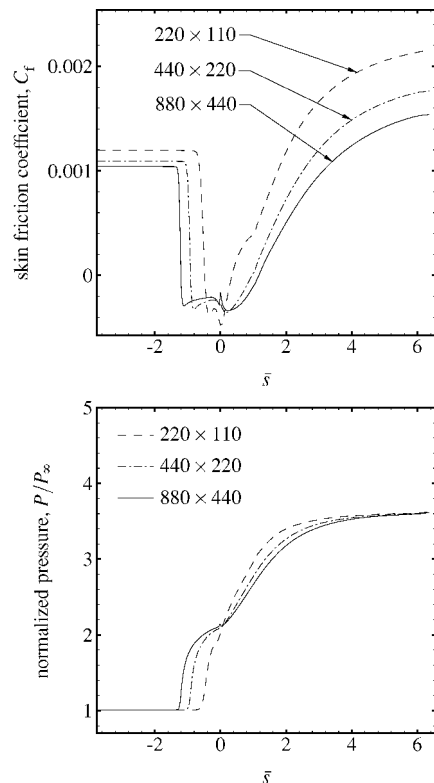 skin friction coefficient, C_f
0.002
0.001
0
220 × 110
440 × 220
880 × 440
-2
0
2
4
6
s̄
normalized pressure, P/P_∞
5
4
3
2
1
220 × 110
440 × 220
880 × 440
-2
0
2
4
6
s̄